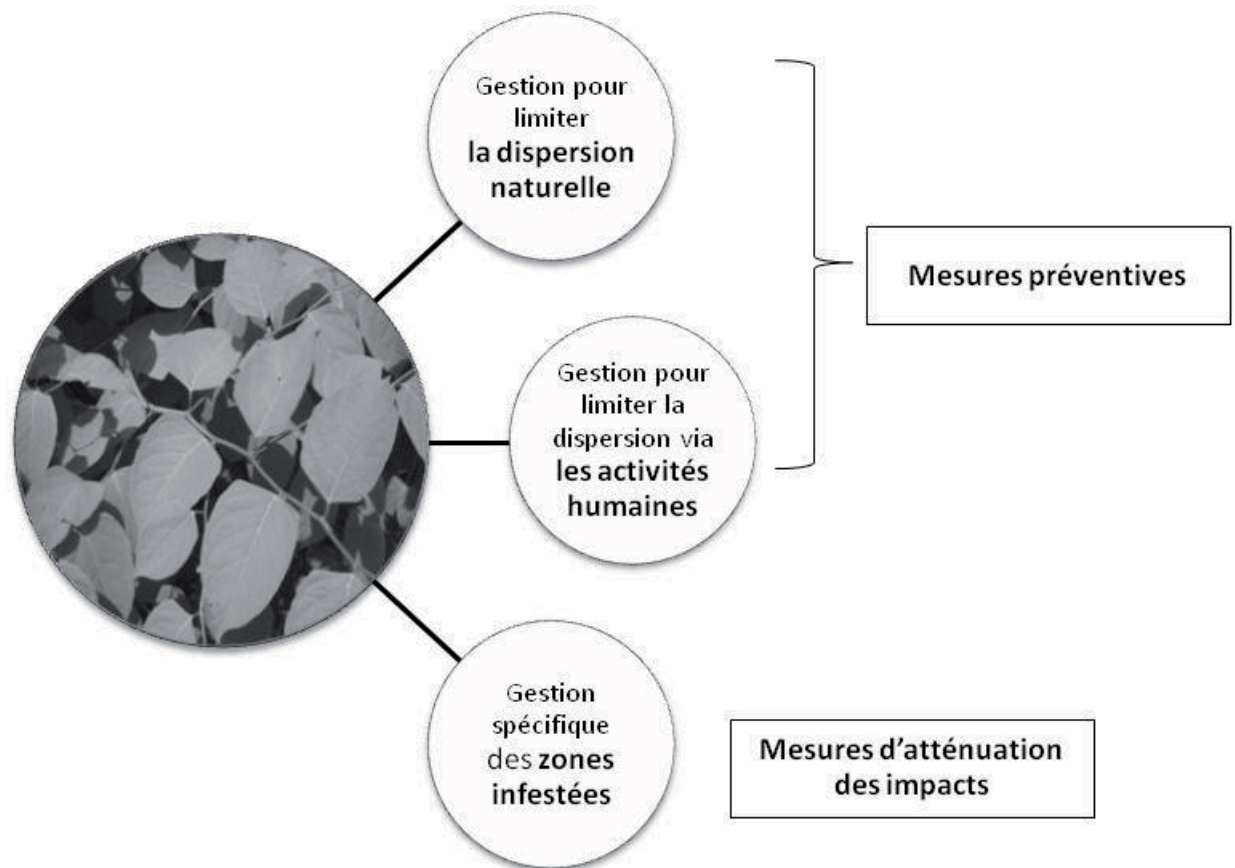 Gestion pour
limiter
la dispersion
naturelle
Mesures préventives
Gestion pour
limiter la
dispersion via
les activités
humaines
Gestion
spécifique
des zones
infestées
Mesures d'atténuation
des impacts